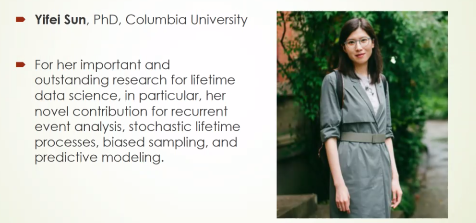 Yifei Sun, PhD, Columbia University
For her important and
outstanding research for lifetime
data science, in particular, her
novel contribution for recurrent
event analysis, stochastic lifetime
processes, biased sampling, and
predictive modeling.